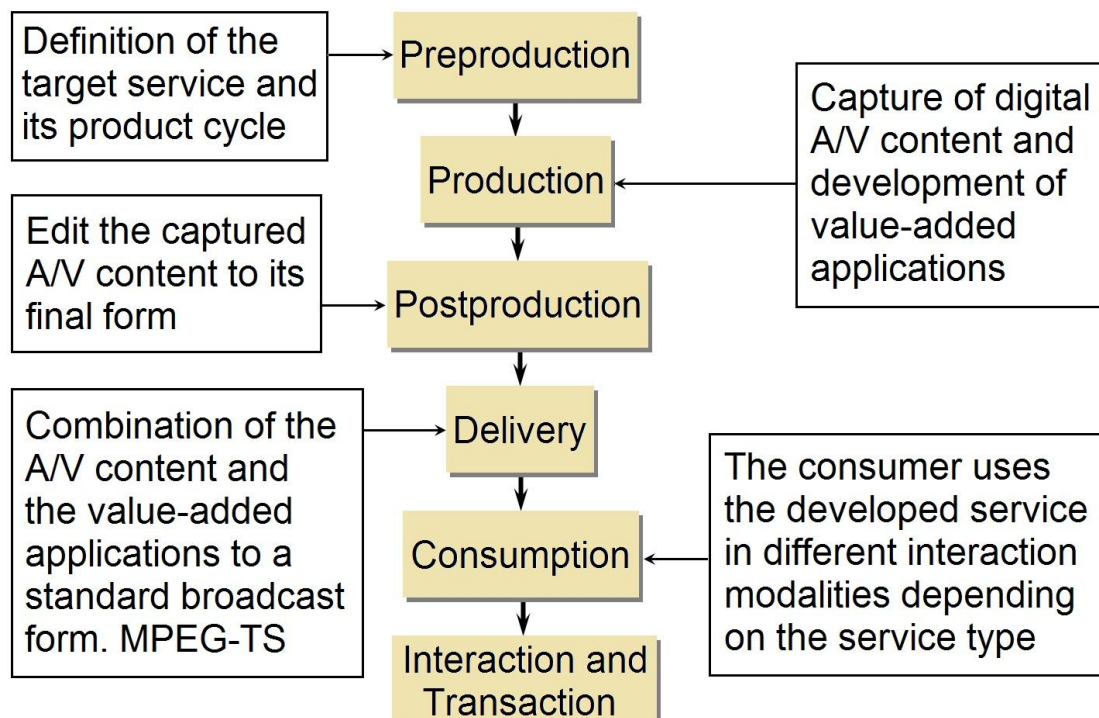 Definition of the
target service and
its product cycle
Preproduction
Capture of digital
A/V content and
development of
value-added
applications
Production
Edit the captured
A/V content to its
final form
Postproduction
Combination of the
A/V content and
the value-added
applications to a
standard broadcast
form. MPEG-TS
Delivery
The consumer uses
the developed service
in different interaction
modalities depending
on the service type
Consumption
Interaction and
Transaction